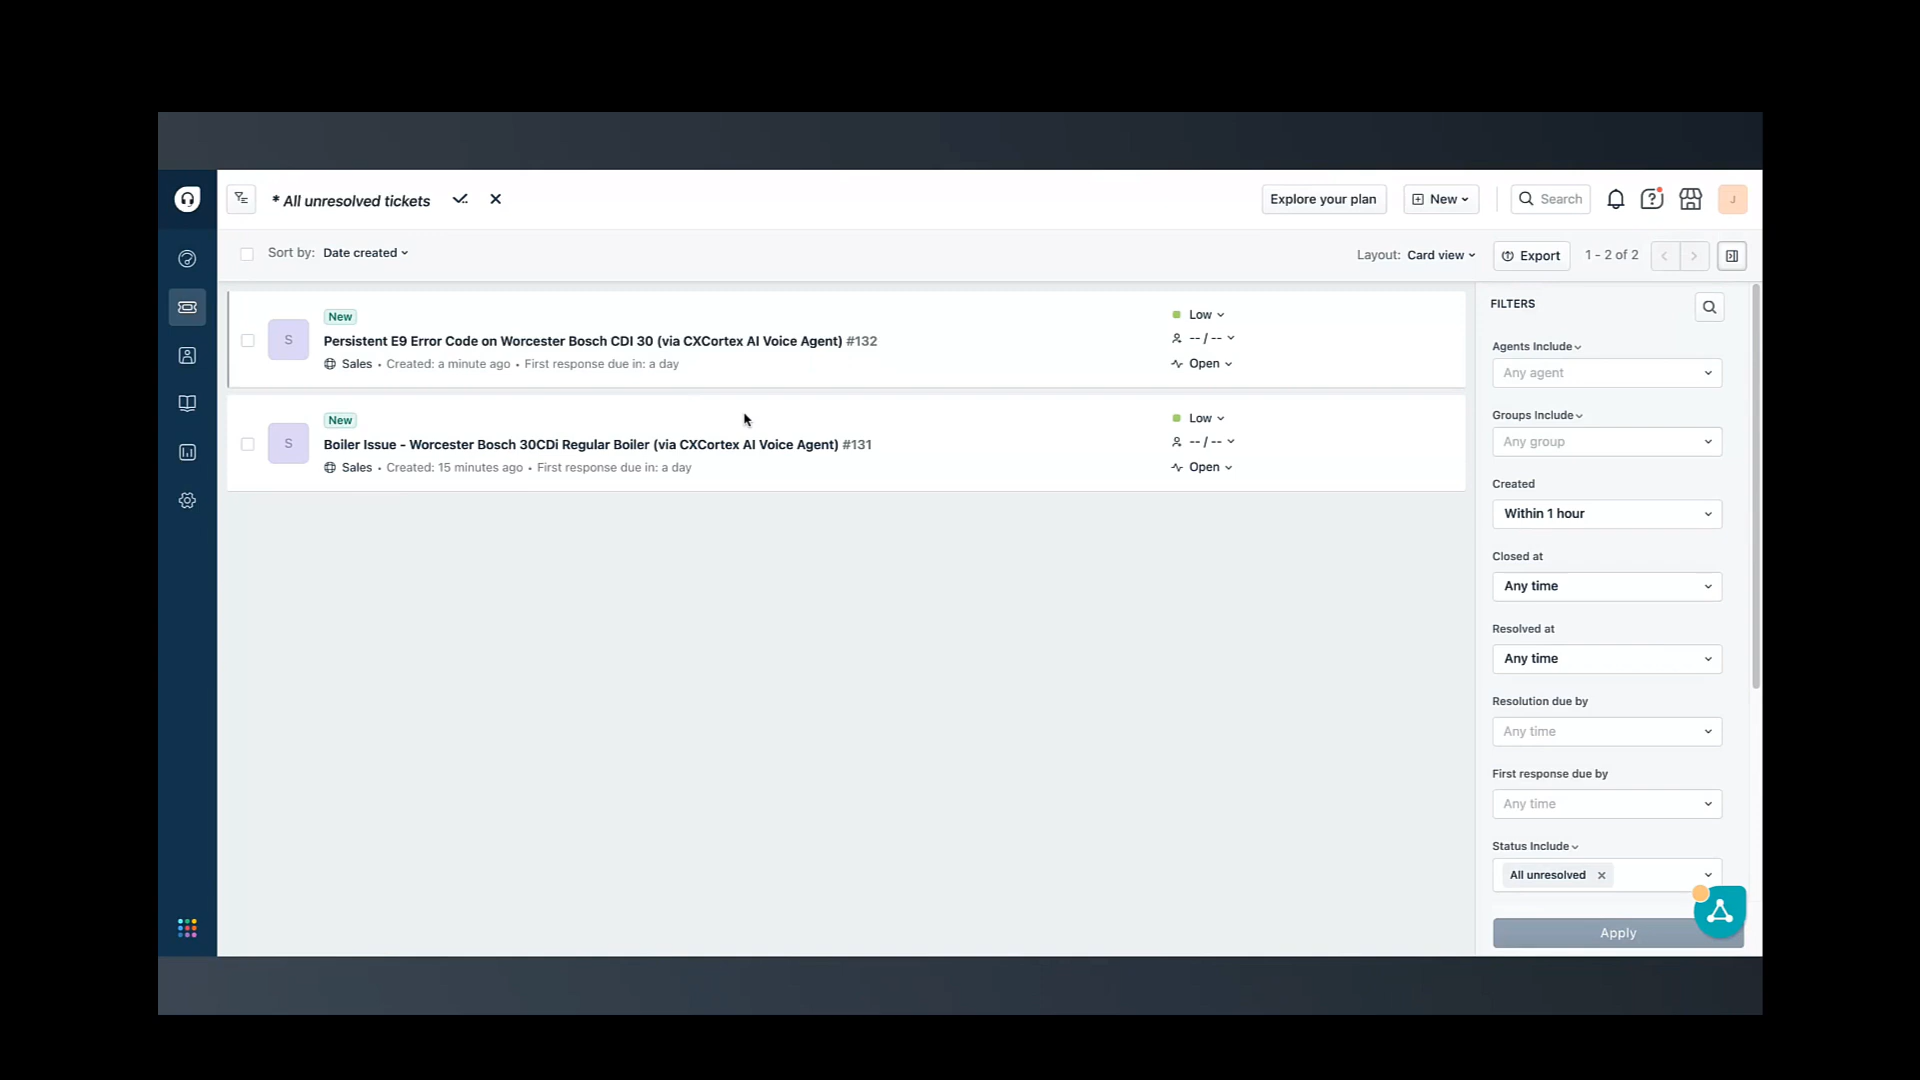 * All unresolved tickets
Explore your plan
New
Search
J
Sort by: Date created
Layout: Card view
Export
1 - 2 of 2
New
S
Persistent E9 Error Code on Worcester Bosch CDI 30 (via CXCortex AI Voice Agent) #132
Sales • Created: a minute ago • First response due in: a day
Low
-- / --
Open
New
S
Boiler Issue - Worcester Bosch 30CDi Regular Boiler (via CXCortex AI Voice Agent) #131
Sales • Created: 15 minutes ago • First response due in: a day
Low
-- / --
Open
FILTERS
Agents Include
Any agent
Groups Include
Any group
Created
Within 1 hour
Closed at
Any time
Resolved at
Any time
Resolution due by
Any time
First response due by
Any time
Status Include
All unresolved
Apply